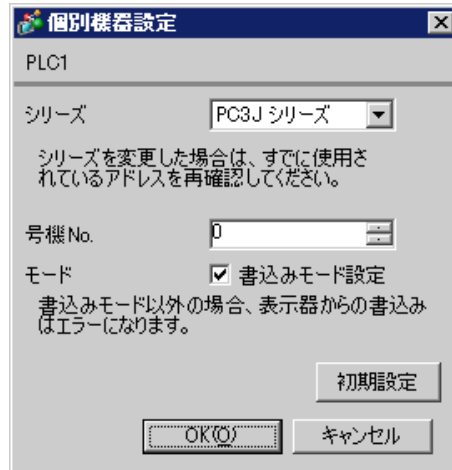 個別機器設定
PLC1
シリーズ PC3J シリーズ
シリーズを変更した場合は、すでに使用さ
れているアドレスを再確認してください。
号機No. 0
モード 書込みモード設定
書込みモード以外の場合、表示器からの書込み
はエラーになります。
初期設定
OK(O) キャンセル